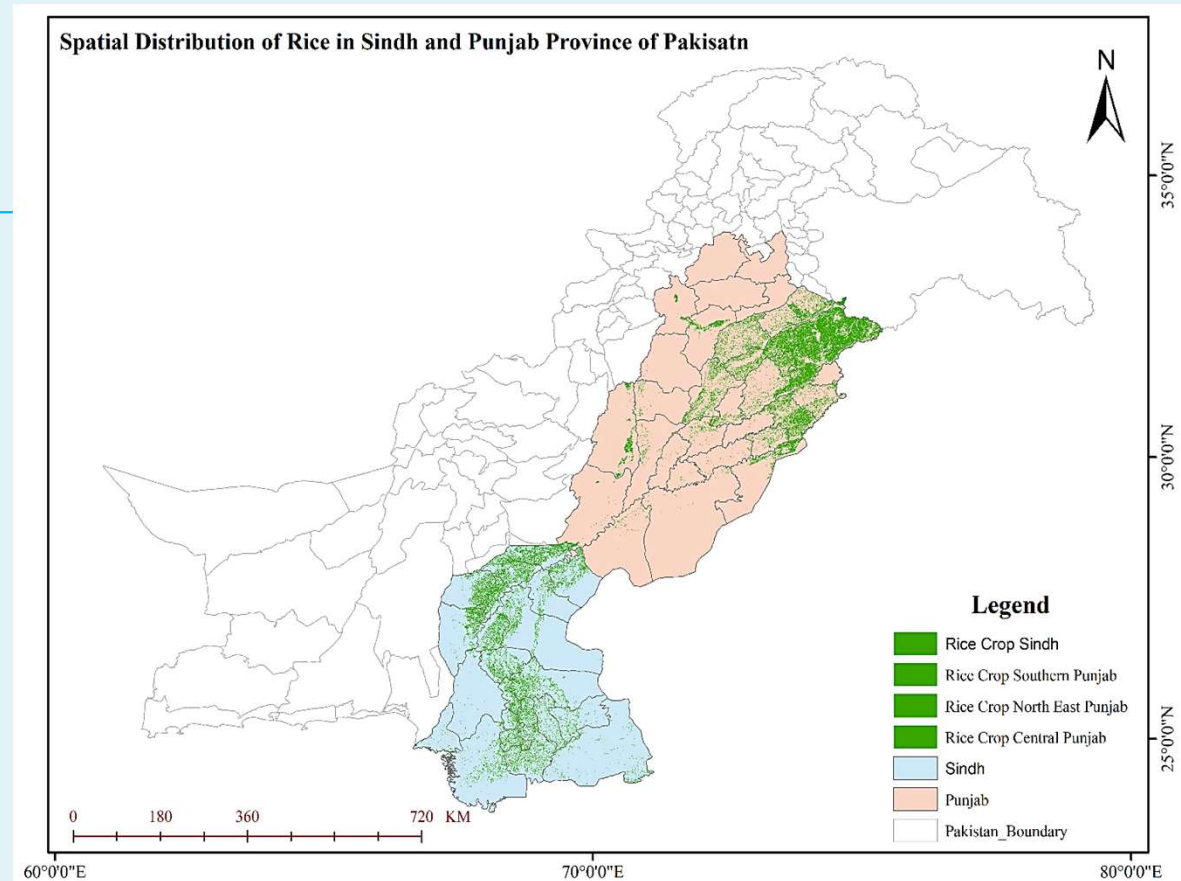 Spatial Distribution of Rice in Sindh and Punjab Province of Pakisatn
N
35°0'0"N
30°0'0"N
25°0'0"N
Legend
Rice Crop Sindh
Rice Crop Southern Punjab
Rice Crop North East Punjab
Rice Crop Central Punjab
Sindh
Punjab
Pakistan_Boundary
0 180 360 720 KM
60°0'0"E 70°0'0"E 80°0'0"E